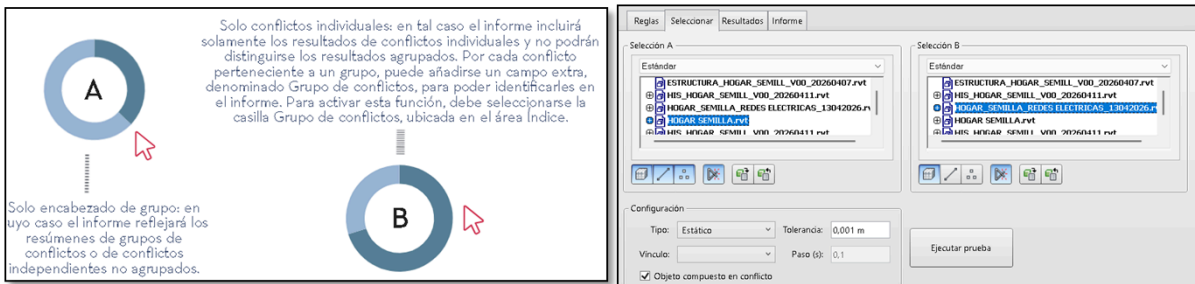 Solo conflictos individuales: en tal caso el informe incluirá
solamente los resultados de conflictos individuales y no podrán
distinguirse los resultados agrupados. Por cada conflicto
perteneciente a un grupo, puede añadirse un campo extra,
denominado Grupo de conflictos, para poder identificarles en
el informe. Para activar esta función, debe seleccionarse la
casilla Grupo de conflictos, ubicada en el área Índice.
A
Solo encabezado de grupo: en
uyo caso el informe reflejará los
resúmenes de grupos de
conflictos o de conflictos
independientes no agrupados.
B
Reglas Seleccionar Resultados Informe
Selección A
Estándar
ESTRUCTURA_HOGAR_SEMILL_V00_20260407.rvt
HIS_HOGAR_SEMILL_V00_20260411.rvt
HOGAR_SEMILLA_REDES ELECTRICAS_13042026.rv
HOGAR SEMILLA.rvt
HIS_HOGAR_SEMILL_V00_20260411.rvt
Selección B
Estándar
ESTRUCTURA_HOGAR_SEMILL_V00_20260407.rvt
HIS_HOGAR_SEMILL_V00_20260411.rvt
HOGAR_SEMILLA_REDES ELECTRICAS_13042026.r
HOGAR SEMILLA.rvt
HIS_HOGAR_SEMILL_V00_20260411.rvt
Configuración
Tipo: Estático Tolerancia: 0,001 m
Vínculo: Paso (s): 0,1
Objeto compuesto en conflicto
Ejecutar prueba